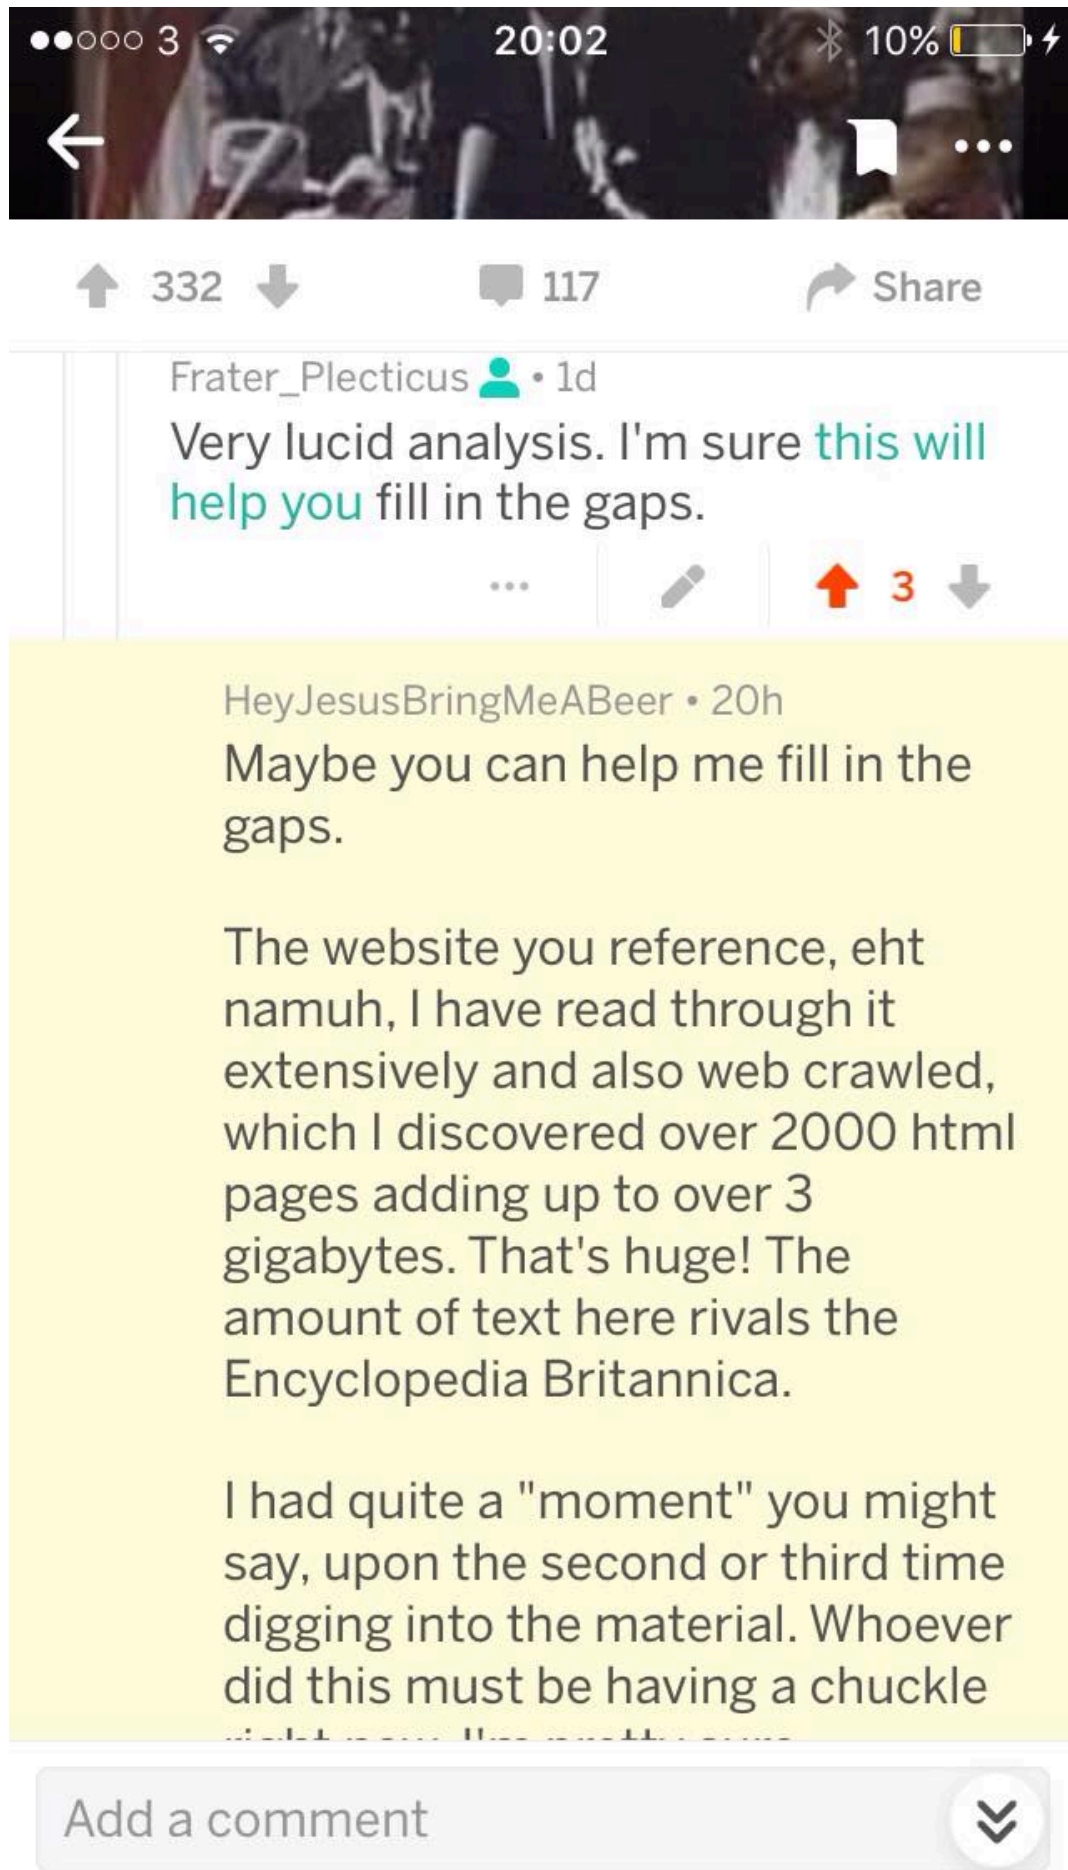 3 20:02 10%
332 117 Share
Frater_Plecticus • 1d
Very lucid analysis. I'm sure this will
help you fill in the gaps.
... 3
HeyJesusBringMeABeer • 20h
Maybe you can help me fill in the
gaps.
The website you reference, eht
namuh, I have read through it
extensively and also web crawled,
which I discovered over 2000 html
pages adding up to over 3
gigabytes. That's huge! The
amount of text here rivals the
Encyclopedia Britannica.
I had quite a "moment" you might
say, upon the second or third time
digging into the material. Whoever
did this must be having a chuckle
right now. I'm pretty sure
Add a comment